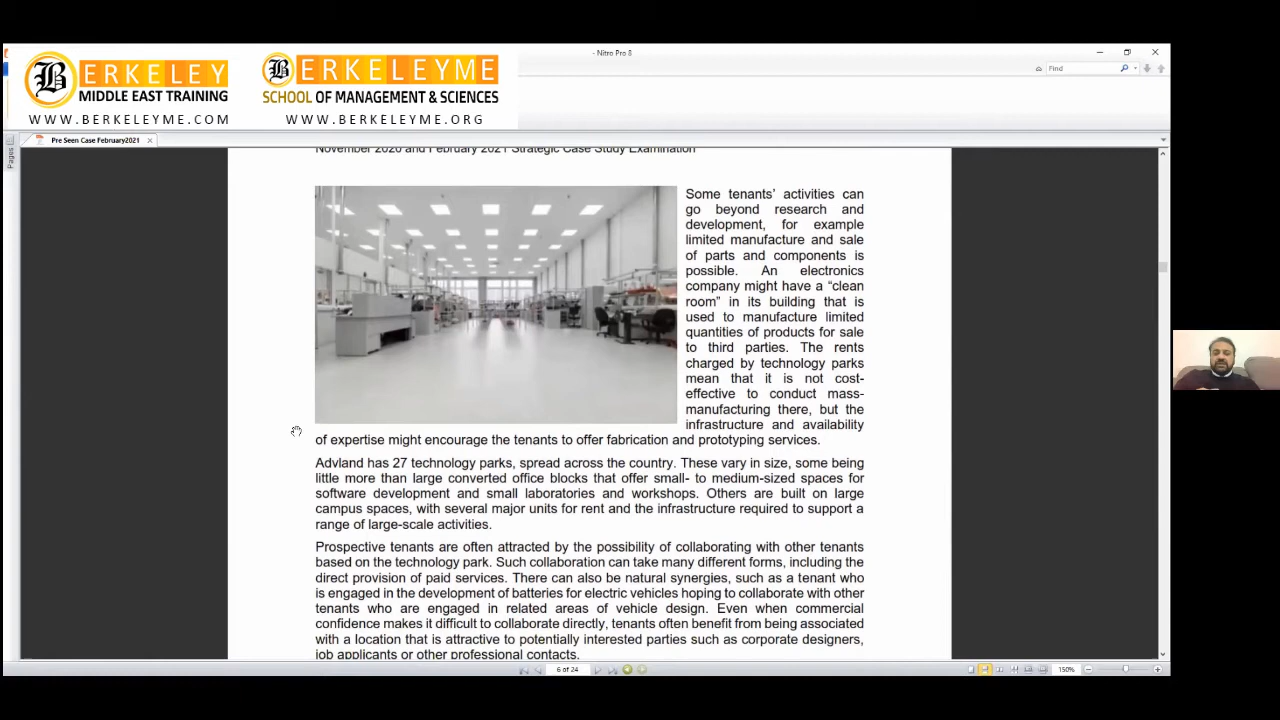 - Nitro Pro 8
BERKELEY
MIDDLE EAST TRAINING
WWW.BERKELEYME.COM
BERKELEYME
SCHOOL OF MANAGEMENT & SCIENCES
WWW.BERKELEYME.ORG
Find
Pre Seen Case February2021
Pages
November 2020 and February 2021 Strategic Case Study Examination
Some tenants' activities can
go beyond research and
development, for example
limited manufacture and sale
of parts and components is
possible. An electronics
company might have a “clean
room” in its building that is
used to manufacture limited
quantities of products for sale
to third parties. The rents
charged by technology parks
mean that it is not cost-
effective to conduct mass-
manufacturing there, but the
infrastructure and availability
of expertise might encourage the tenants to offer fabrication and prototyping services.
Advland has 27 technology parks, spread across the country. These vary in size, some being
little more than large converted office blocks that offer small- to medium-sized spaces for
software development and small laboratories and workshops. Others are built on large
campus spaces, with several major units for rent and the infrastructure required to support a
range of large-scale activities.
Prospective tenants are often attracted by the possibility of collaborating with other tenants
based on the technology park. Such collaboration can take many different forms, including the
direct provision of paid services. There can also be natural synergies, such as a tenant who
is engaged in the development of batteries for electric vehicles hoping to collaborate with other
tenants who are engaged in related areas of vehicle design. Even when commercial
confidence makes it difficult to collaborate directly, tenants often benefit from being associated
with a location that is attractive to potentially interested parties such as corporate designers,
job applicants or other professional contacts.
6 of 24
150%